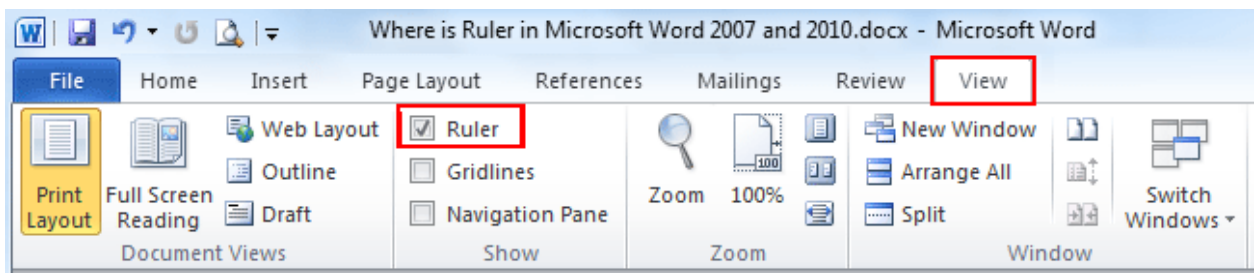 W Where is Ruler in Microsoft Word 2007 and 2010.docx - Microsoft Word
File Home Insert Page Layout References Mailings Review View
Print Layout
Full Screen Reading
Web Layout
Outline
Draft
Document Views
Ruler
Gridlines
Navigation Pane
Show
Zoom
100
100%
Zoom
New Window
Arrange All
Split
Switch Windows
Window